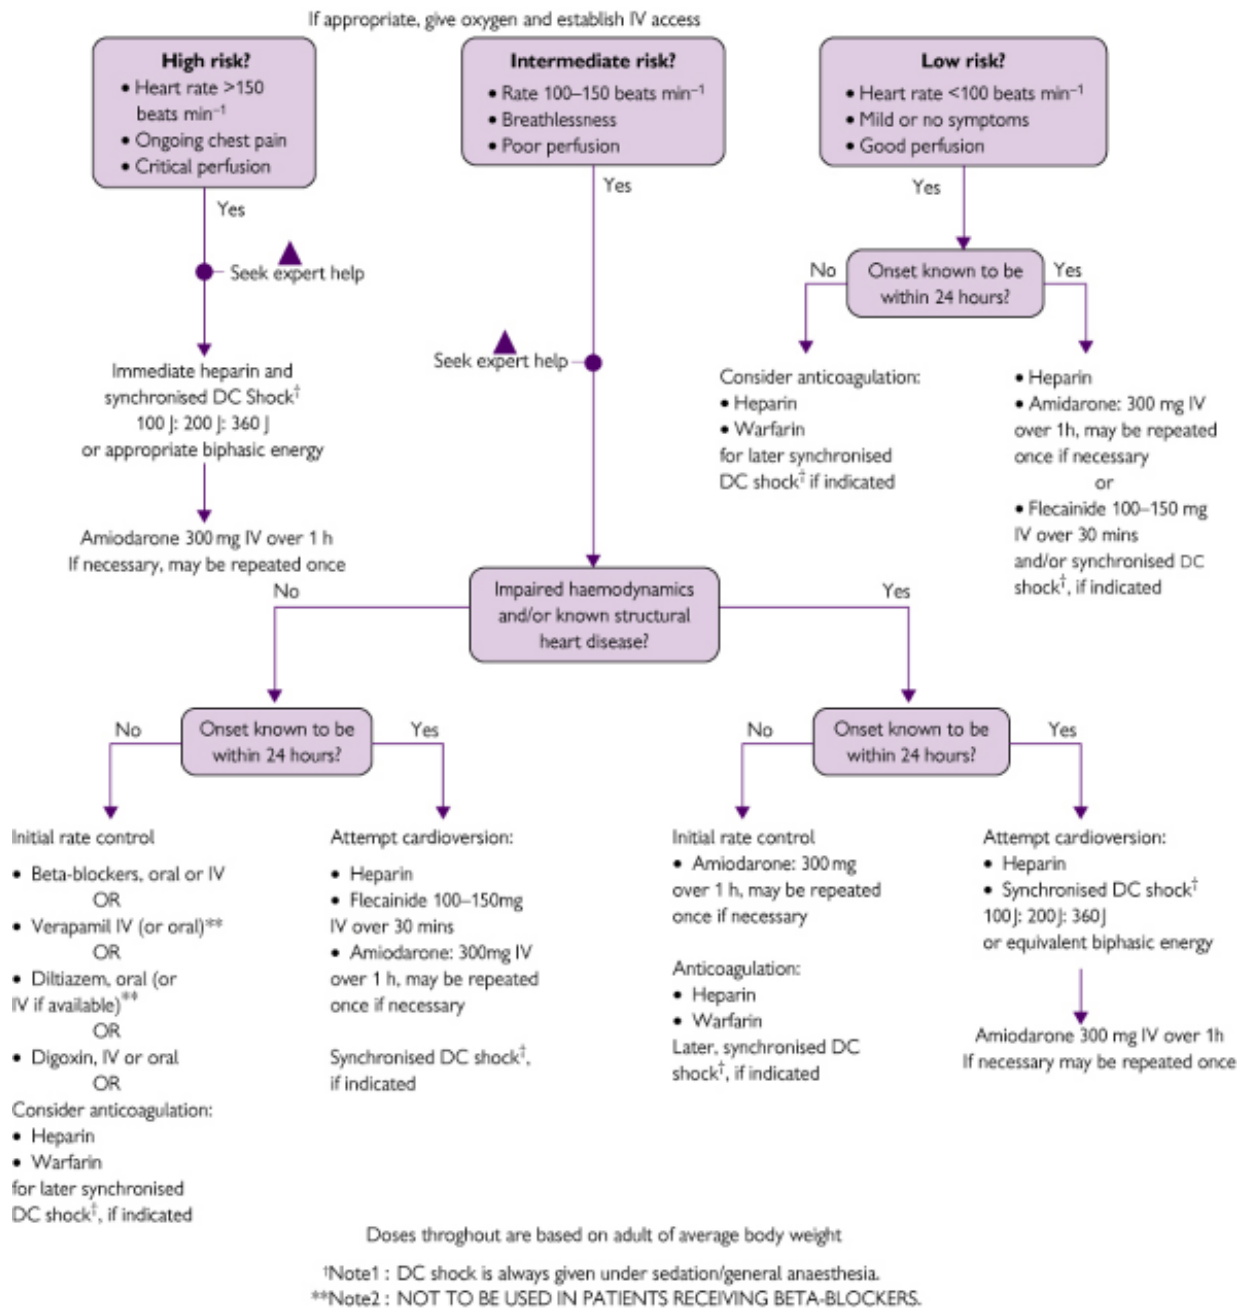 If appropriate, give oxygen and establish IV access
High risk?
• Heart rate >150
beats min⁻¹
• Ongoing chest pain
• Critical perfusion
Intermediate risk?
• Rate 100–150 beats min⁻¹
• Breathlessness
• Poor perfusion
Low risk?
• Heart rate <100 beats min⁻¹
• Mild or no symptoms
• Good perfusion
Yes
Yes
Yes
Seek expert help
No
Onset known to be
within 24 hours?
Yes
Seek expert help
Immediate heparin and
synchronised DC Shock†
100 J: 200 J: 360 J
or appropriate biphasic energy
Amiodarone 300 mg IV over 1 h
If necessary, may be repeated once
Consider anticoagulation:
• Heparin
• Warfarin
for later synchronised
DC shock‡ if indicated
• Heparin
• Amidarone: 300 mg IV
over 1h, may be repeated
once if necessary
or
• Flecainide 100–150 mg
IV over 30 mins
and/or synchronised DC
shock†, if indicated
No
Impaired haemodynamics
and/or known structural
heart disease?
Yes
No
Onset known to be
within 24 hours?
Yes
No
Onset known to be
within 24 hours?
Yes
Initial rate control
• Beta-blockers, oral or IV
OR
• Verapamil IV (or oral)**
OR
• Diltiazem, oral (or
IV if available)**
OR
• Digoxin, IV or oral
OR
Consider anticoagulation:
• Heparin
• Warfarin
for later synchronised
DC shock†, if indicated
Attempt cardioversion:
• Heparin
• Flecainide 100–150mg
IV over 30 mins
• Amiodarone: 300mg IV
over 1 h, may be repeated
once if necessary
Synchronised DC shock‡,
if indicated
Initial rate control
• Amiodarone: 300 mg
over 1 h, may be repeated
once if necessary
Anticoagulation:
• Heparin
• Warfarin
Later, synchronised DC
shock†, if indicated
Attempt cardioversion:
• Heparin
• Synchronised DC shock†
100 J: 200 J: 360 J
or equivalent biphasic energy
Amiodarone 300 mg IV over 1h
If necessary may be repeated once
Doses throghout are based on adult of average body weight
†Note1 : DC shock is always given under sedation/general anaesthesia.
**Note2 : NOT TO BE USED IN PATIENTS RECEIVING BETA-BLOCKERS.